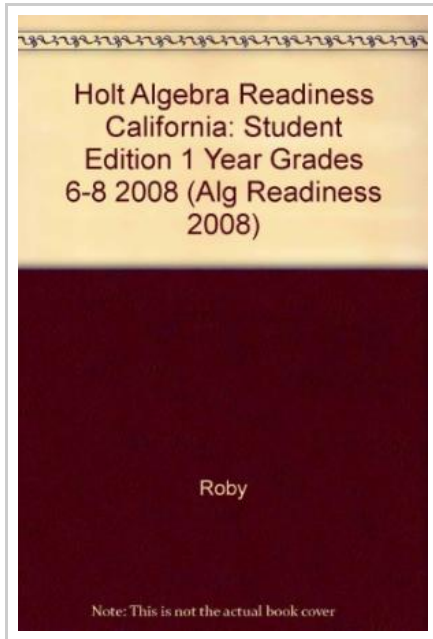 Holt Algebra Readiness
California: Student
Edition 1 Year Grades
6-8 2008 (Alg Readiness
2008)
Roby
Note: This is not the actual book cover